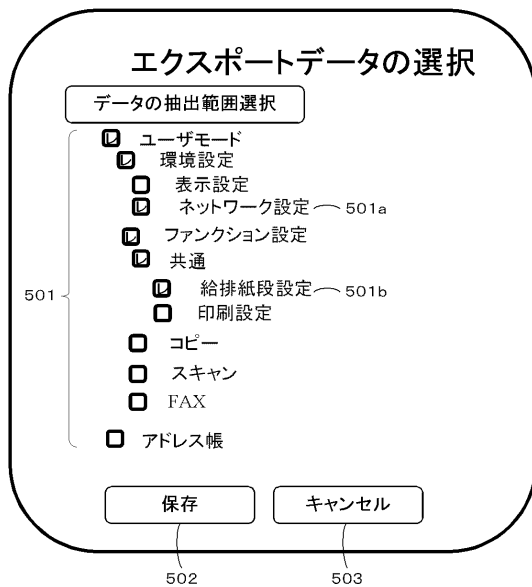 エクスポートデータの選択
データの抽出範囲選択
ユーザモード
環境設定
表示設定
ネットワーク設定 501a
ファンクション設定
共通
501
給排紙段設定 501b
印刷設定
コピー
スキャン
FAX
アドレス帳
保存 キャンセル
502 503